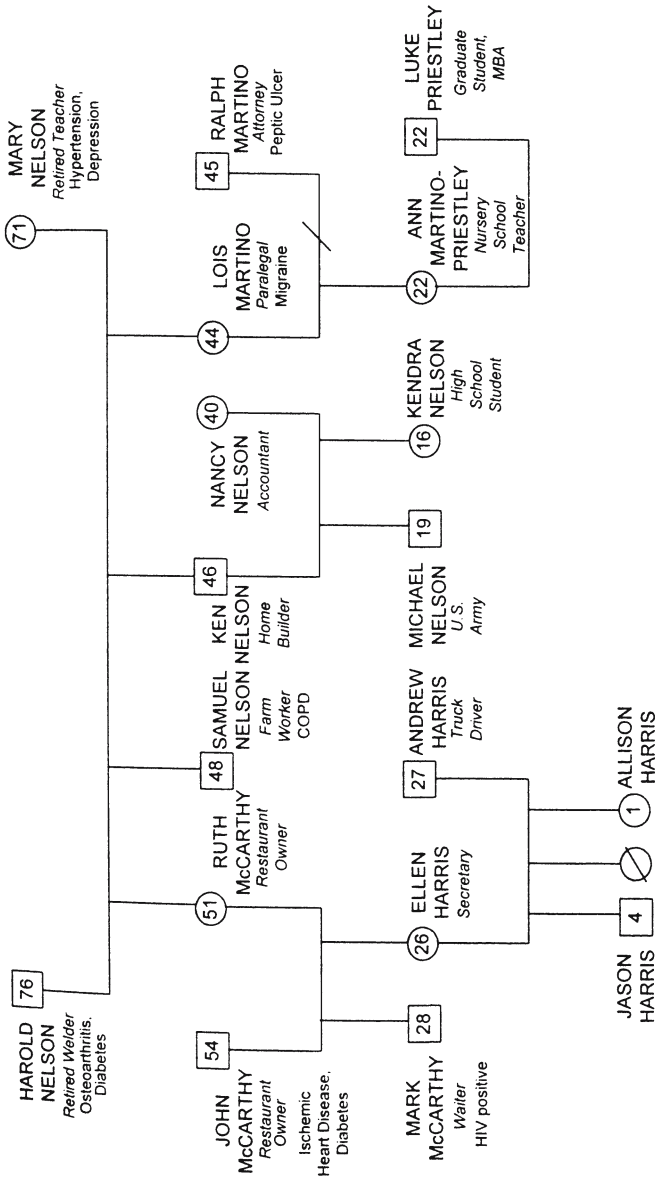 HAROLD
NELSON
Retired Welder
Osteoarthritis,
Diabetes
76
MARY
NELSON
Retired Teacher
Hypertension,
Depression
71
JOHN
McCARTHY
Restaurant
Owner
Ischemic
Heart Disease,
Diabetes
54
RUTH
McCARTHY
Restaurant
Owner
51
SAMUEL
NELSON
Farm
Worker
COPD
48
KEN
NELSON
Home
Builder
46
NANCY
NELSON
Accountant
40
LOIS
MARTINO
Paralegal
Migraine
44
RALPH
MARTINO
Attorney
Peptic Ulcer
45
MARK
McCARTHY
Waiter
HIV positive
28
ELLEN
HARRIS
Secretary
26
ANDREW
HARRIS
Truck
Driver
27
MICHAEL
NELSON
U.S.
Army
19
KENDRA
NELSON
High
School
Student
16
ANN
MARTINO-
PRIESTLEY
Nursery
School
Teacher
22
LUKE
PRIESTLEY
Graduate
Student,
MBA
22
JASON
HARRIS
4
1
ALLISON
HARRIS